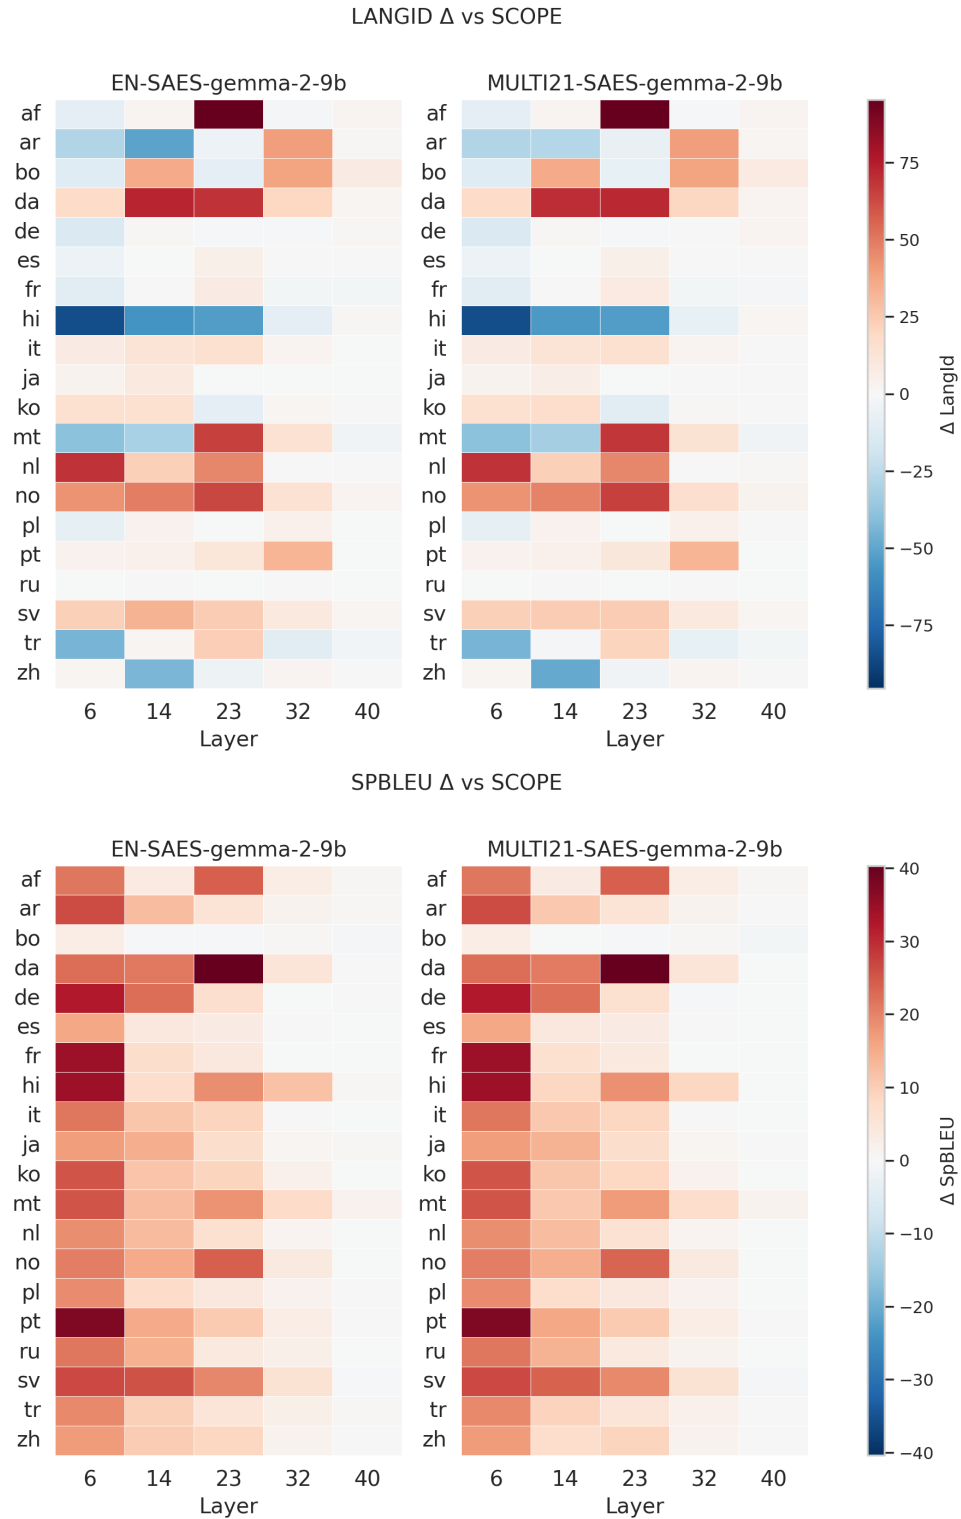 LANGID Δ vs SCOPE
EN-SAES-gemma-2-9b
MULTI21-SAES-gemma-2-9b
af
ar
bo
da
de
es
fr
hi
it
ja
ko
mt
nl
no
pl
pt
ru
sv
tr
zh
6 14 23 32 40
Layer
af
ar
bo
da
de
es
fr
hi
it
ja
ko
mt
nl
no
pl
pt
ru
sv
tr
zh
6 14 23 32 40
Layer
75
50
25
0
−25
−50
−75
Δ LangId
SPBLEU Δ vs SCOPE
EN-SAES-gemma-2-9b
MULTI21-SAES-gemma-2-9b
af
ar
bo
da
de
es
fr
hi
it
ja
ko
mt
nl
no
pl
pt
ru
sv
tr
zh
6 14 23 32 40
Layer
af
ar
bo
da
de
es
fr
hi
it
ja
ko
mt
nl
no
pl
pt
ru
sv
tr
zh
6 14 23 32 40
Layer
40
30
20
10
0
−10
−20
−30
−40
Δ SpBLEU